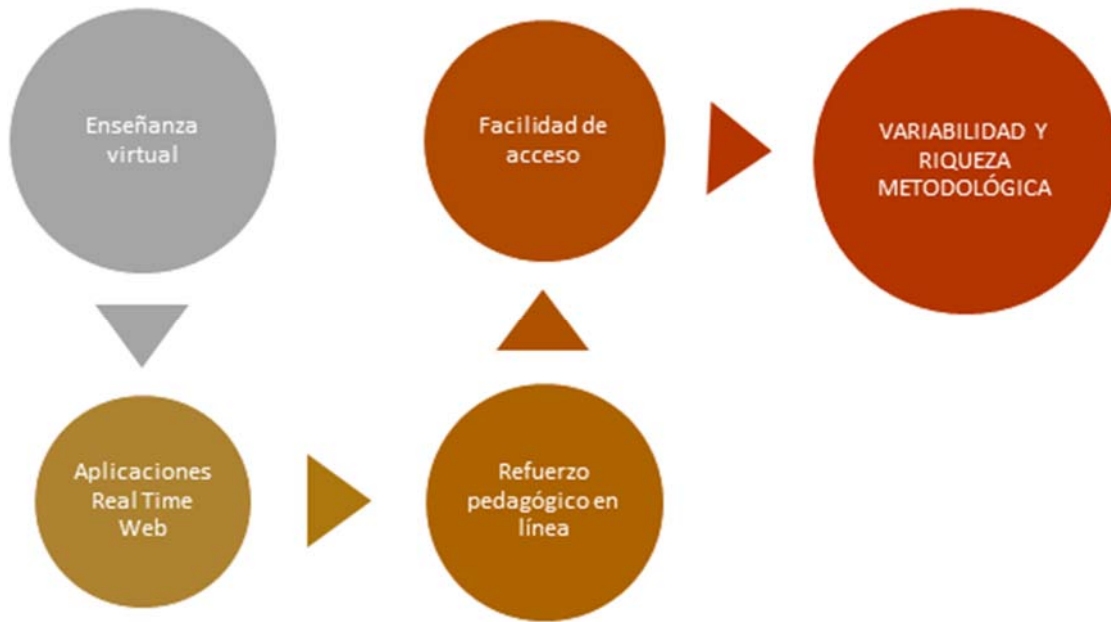 Enseñanza
virtual
Aplicaciones
Real Time
Web
Refuerzo
pedagógico en
línea
Facilidad de
acceso
VARIABILIDAD Y
RIQUEZA
METODOLÓGICA